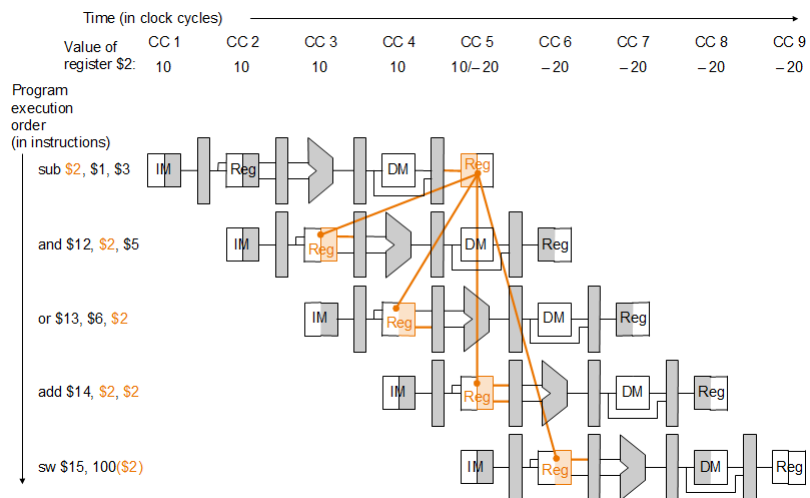 Time (in clock cycles)
CC 1 CC 2 CC 3 CC 4 CC 5 CC 6 CC 7 CC 8 CC 9
Value of
register $2:
10 10 10 10 10/–20 –20 –20 –20 –20
Program
execution
order
(in instructions)
sub $2, $1, $3
IM Reg DM Reg
and $12, $2, $5
IM Reg DM Reg
or $13, $6, $2
IM Reg DM Reg
add $14, $2, $2
IM Reg DM Reg
sw $15, 100($2)
IM Reg DM Reg